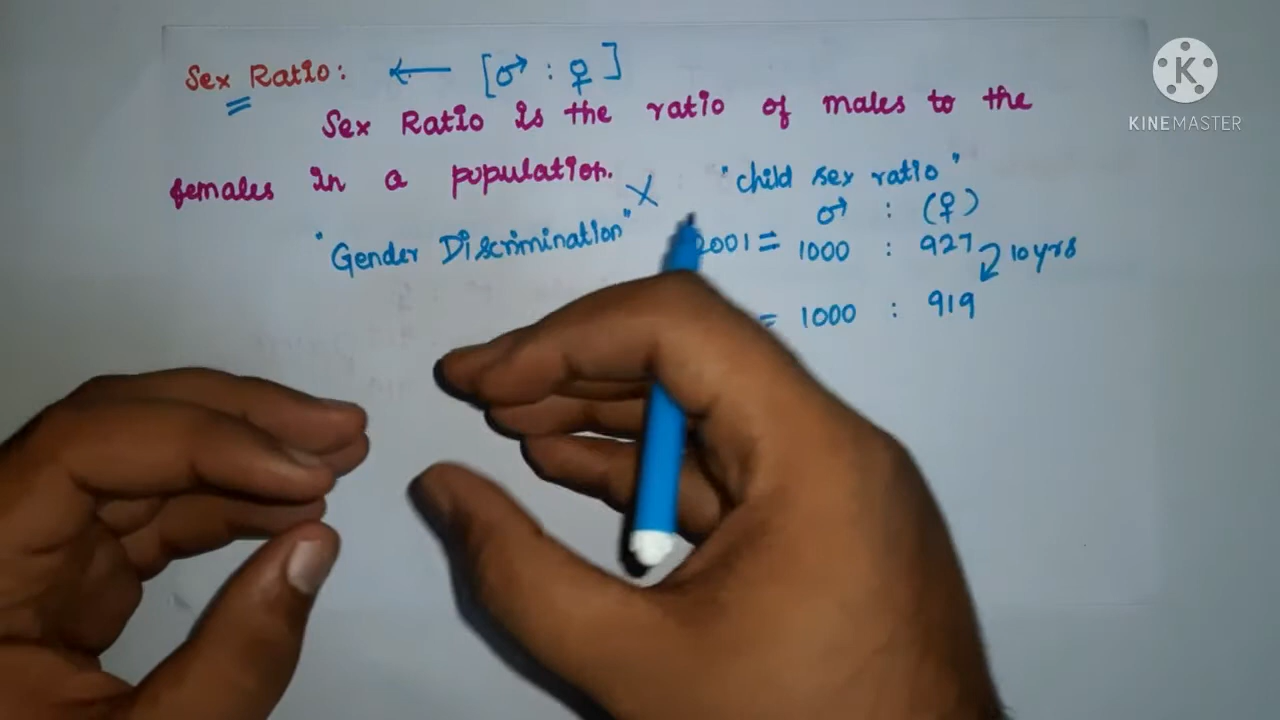 Sex Ratio: ← [♂ : ♀]
Sex Ratio is the ratio of males to the
females in a population. X
"child sex ratio"
♂ : (♀)
"Gender Discrimination"
2001 = 1000 : 927 10yrs
= 1000 : 919
K
KINEMASTER